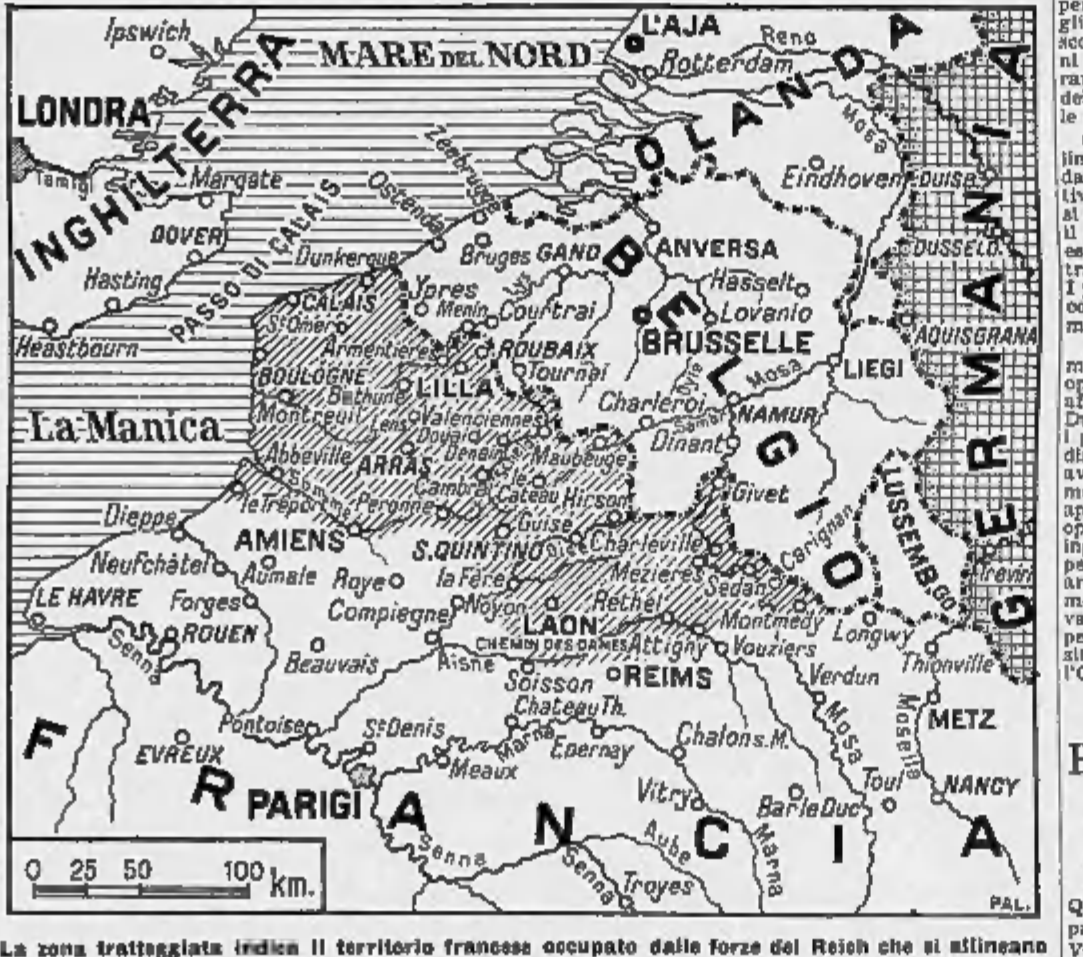 Ipswich
MARE DEL NORD
L'AJA
Reno
Rotterdam
LONDRA
INGHILTERRA
OLANDA
GERMANIA
Mosa
Tamigi
Margate
Zeebrugge
Ostenda
Eindhoven
DOVER
PASSO DI CALAIS
Dunkerque
Bruges
GAND
ANVERSA
Hasting
CALAIS
Ypres
Menin
Courtrai
Hasselt
Lovanio
BELGIO
St Omer
Heastbourn
Armentieres
ROUBAIX
BRUSSELLE
AQUISGRANA
BOULOGNE
LILLA
Tournai
Dyle
Mosa
LIEGI
Montreuil
Bethune
Lens
Valenciennes
Charleroi
NAMUR
La Manica
Douai
Denain
Dinant
Abbeville
ARRAS
Maubeuge
le Tréport
Somme
Peronne
Cambrai
le Cateau
Hirson
Givet
LUSSEMBGO
Dieppe
AMIENS
S. QUINTINO
Guise
Charleville
Carignan
Neufchâtel
Aumale
Roye
la Fère
Mezieres
Sedan
LE HAVRE
Forges
Compiegne
Noyon
LAON
Rethel
Montmedy
Longwy
ROUEN
Senna
Beauvais
Aisne
CHEMIN DES DAMES
Attigny
Vouziers
Thionville
Soisson
REIMS
Verdun
Chateau Th.
METZ
Pontoise
St Denis
Marna
Epernay
Chalons.M.
Mosa
Mosella
EVREUX
Meaux
FRANCIA
PARIGI
Vitry
Bar le Duc
Toul
NANCY
Senna
Senna
Aube
Marna
Troyes
0 25 50 100 km.
PAL.
La zona tratteggiata indica il territorio francese occupato dalle forze del Reich che si allineano